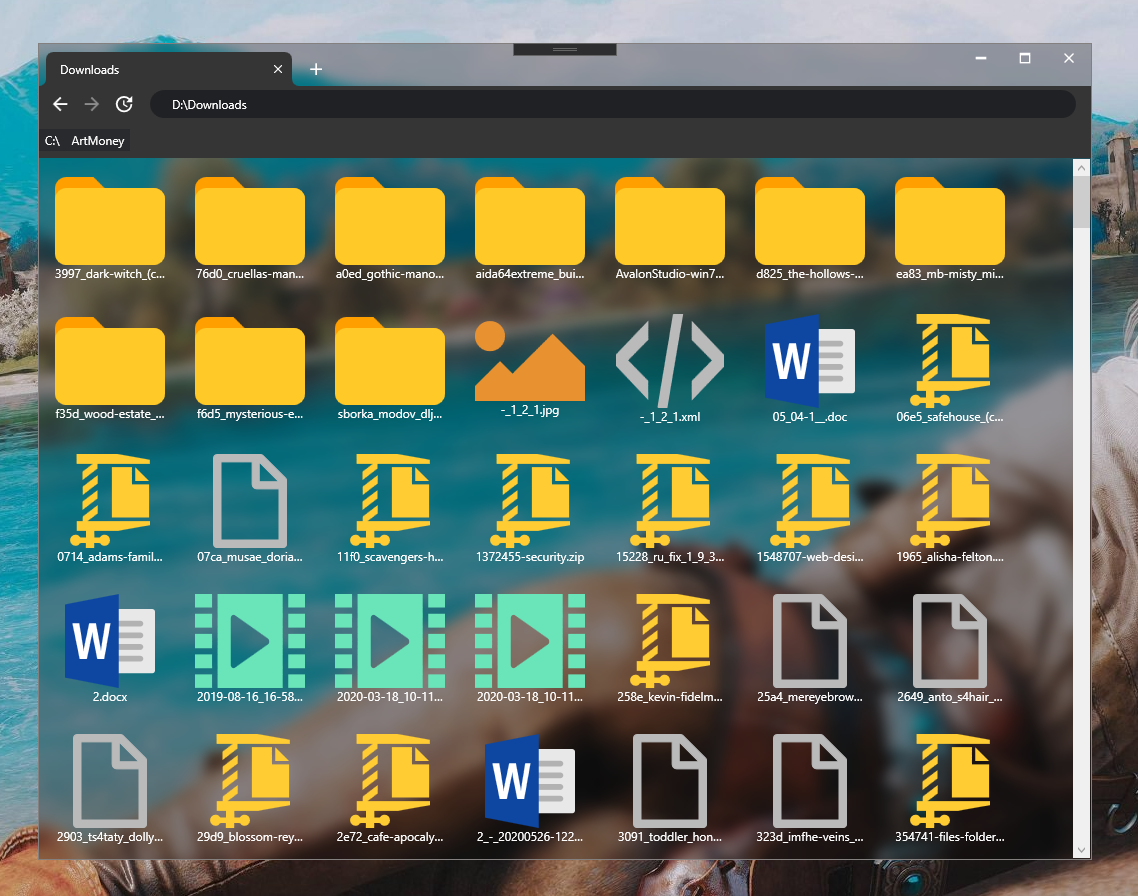 Downloads
D:\Downloads
C:\ ArtMoney
3997_dark-witch_(c...
76d0_cruellas-man...
a0ed_gothic-mano...
aida64extreme_bui...
AvalonStudio-win7...
d825_the-hollows-...
ea83_mb-misty_mi...
f35d_wood-estate_...
f6d5_mysterious-e...
sborka_modov_dlj...
-_1_2_1.jpg
-_1_2_1.xml
05_04-1__.doc
06e5_safehouse_(c...
0714_adams-famil...
07ca_musae_doria...
11f0_scavengers-h...
1372455-security.zip
15228_ru_fix_1_9_3...
1548707-web-desi...
1965_alisha-felton....
W
2.docx
2019-08-16_16-58...
2020-03-18_10-11...
2020-03-18_10-11...
258e_kevin-fidelm...
25a4_mereyebrow...
2649_anto_s4hair_...
2903_ts4taty_dolly...
29d9_blossom-rey...
2e72_cafe-apocaly...
W
2_-_20200526-122...
3091_toddler_hon...
323d_imfhe-veins_...
354741-files-folder...